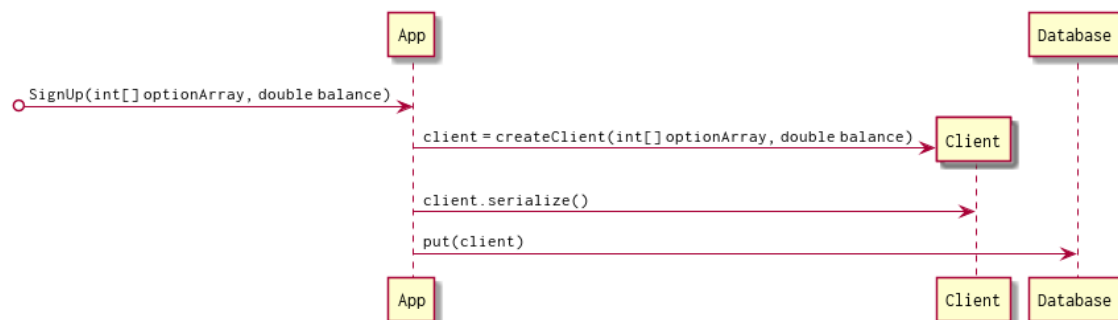 App
Database
SignUp(int[] optionArray, double balance)
client = createClient(int[] optionArray, double balance)
Client
client.serialize()
put(client)
App
Client
Database